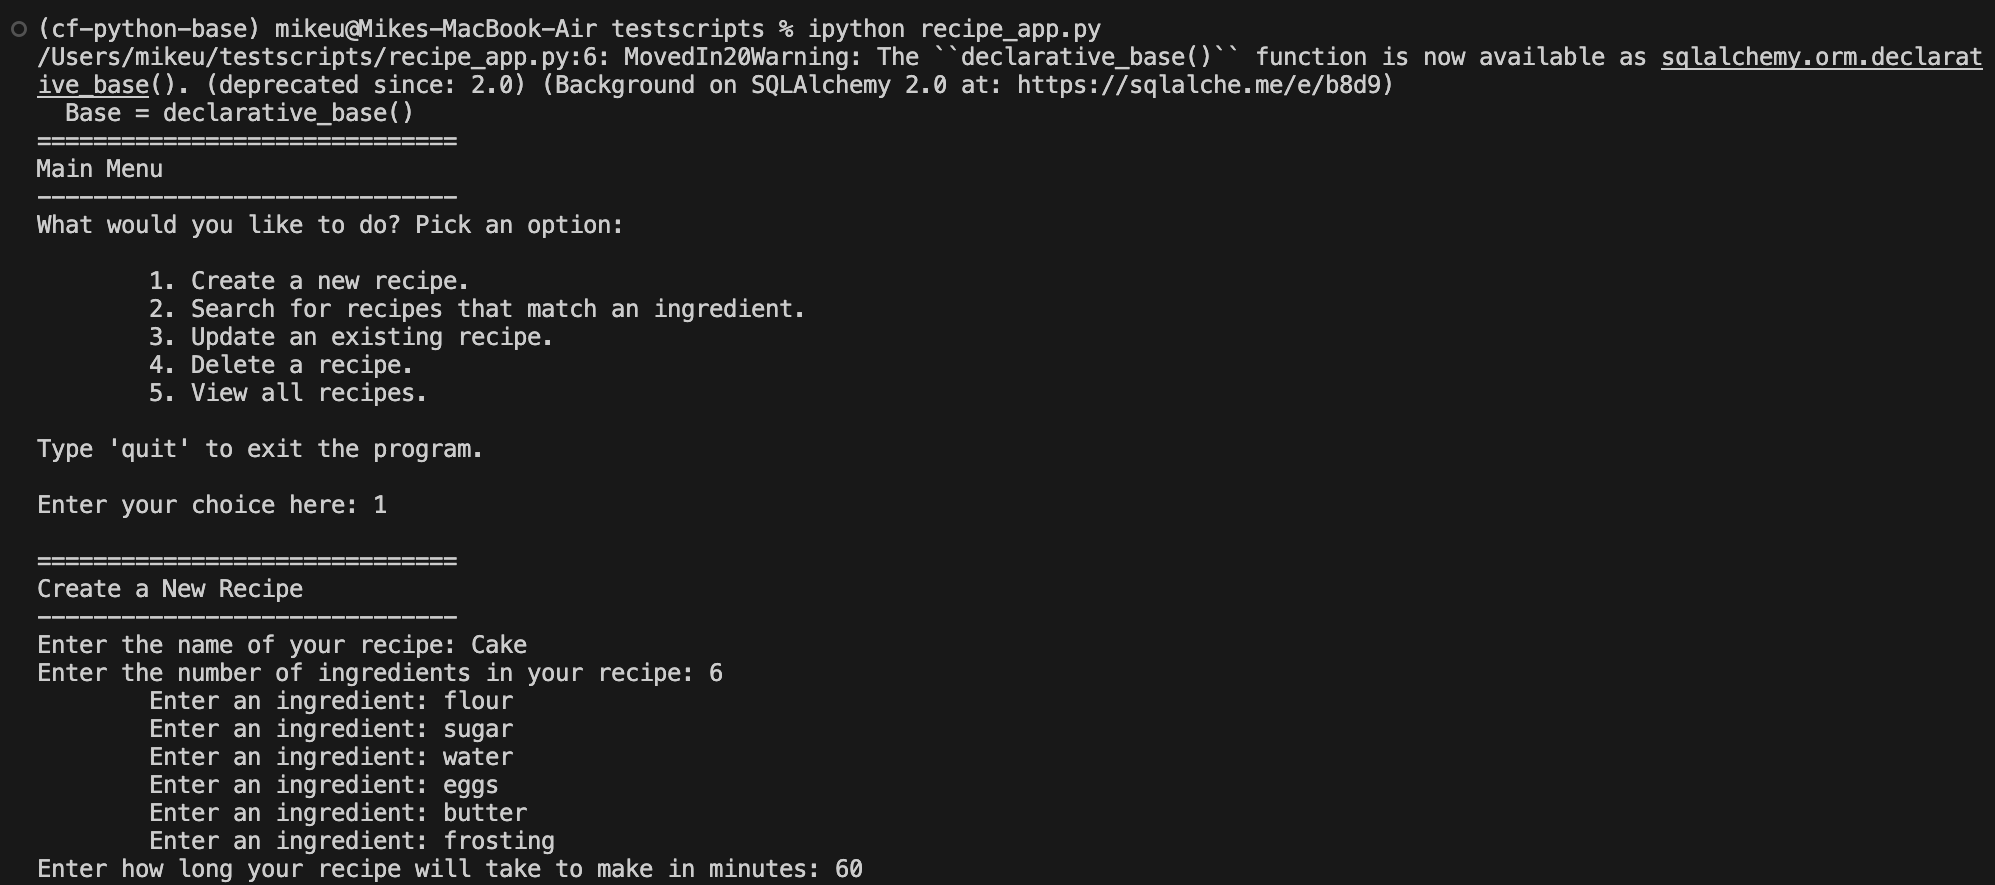 (cf-python-base) mikeu@Mikes-MacBook-Air testscripts % ipython recipe_app.py
/Users/mikeu/testscripts/recipe_app.py:6: MovedIn20Warning: The ``declarative_base()`` function is now available as sqlalchemy.orm.declarat
ive_base(). (deprecated since: 2.0) (Background on SQLAlchemy 2.0 at: https://sqlalche.me/e/b8d9)
  Base = declarative_base()
==============================
Main Menu
------------------------------
What would you like to do? Pick an option:

        1. Create a new recipe.
        2. Search for recipes that match an ingredient.
        3. Update an existing recipe.
        4. Delete a recipe.
        5. View all recipes.

Type 'quit' to exit the program.

Enter your choice here: 1

==============================
Create a New Recipe
------------------------------
Enter the name of your recipe: Cake
Enter the number of ingredients in your recipe: 6
        Enter an ingredient: flour
        Enter an ingredient: sugar
        Enter an ingredient: water
        Enter an ingredient: eggs
        Enter an ingredient: butter
        Enter an ingredient: frosting
Enter how long your recipe will take to make in minutes: 60